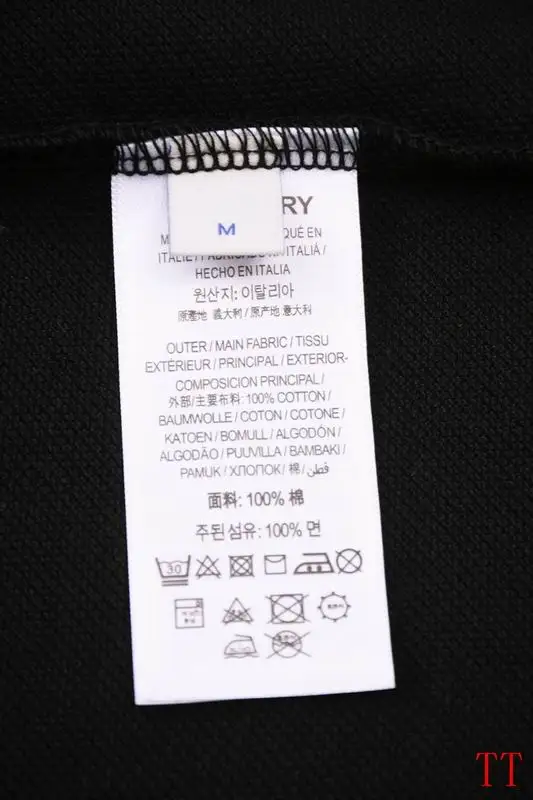 M
RY
M QUÉ EN
ITALIE / FABRICADO EN ITALIÁ /
HECHO EN ITALIA
원산지: 이탈리아
原產地 義大利 / 原产地 意大利
OUTER / MAIN FABRIC / TISSU
EXTÉRIEUR / PRINCIPAL / EXTERIOR-
COMPOSICION PRINCIPAL /
外部/主要布料: 100% COTTON /
BAUMWOLLE / COTON / COTONE /
KATOEN / BOMULL / ALGODÓN /
ALGODÃO / PUUVILLA / BAMBAKI /
PAMUK / ХЛОПОК / 棉 / قطن
面料: 100% 棉
주된 섬유: 100% 면
30
TT